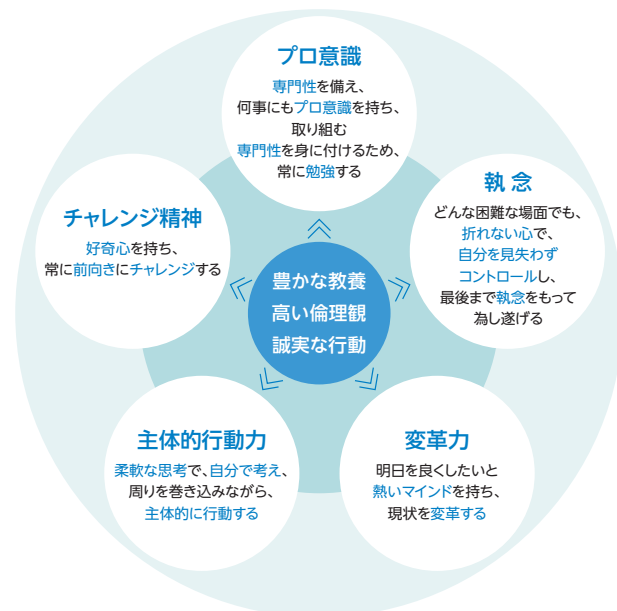 プロ意識
専門性を備え、
何事にもプロ意識を持ち、
取り組む
専門性を身に付けるため、
常に勉強する
チャレンジ精神
好奇心を持ち、
常に前向きにチャレンジする
執念
どんな困難な場面でも、
折れない心で、
自分を見失わず
コントロールし、
最後まで執念をもって
為し遂げる
豊かな教養
高い倫理観
誠実な行動
主体的行動力
柔軟な思考で、自分で考え、
周りを巻き込みながら、
主体的に行動する
変革力
明日を良くしたいと
熱いマインドを持ち、
現状を変革する